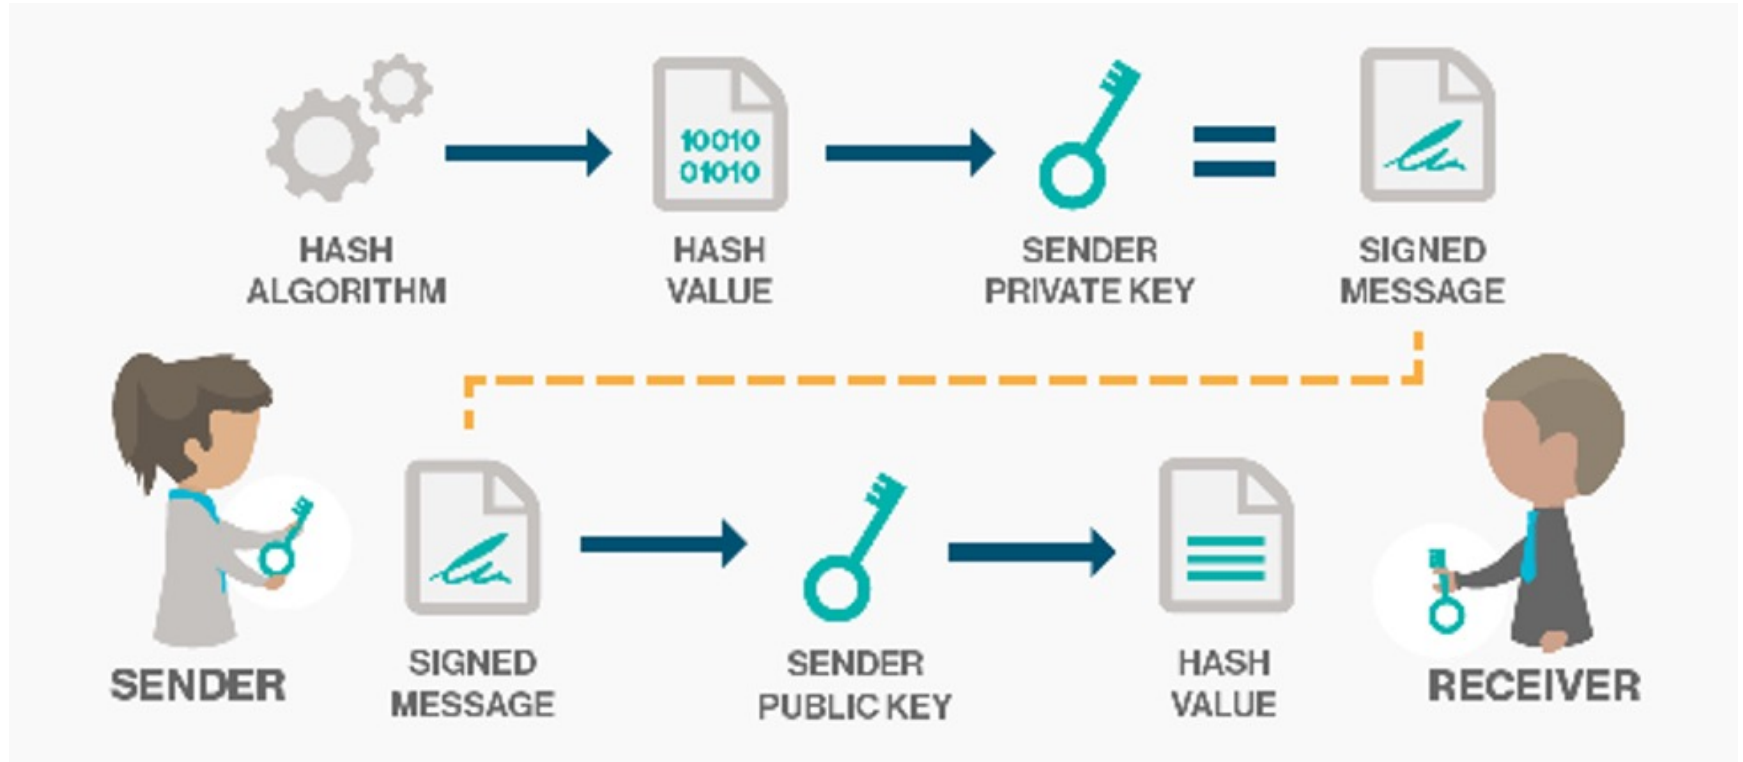 10010
01010
HASH
ALGORITHM
HASH
VALUE
SENDER
PRIVATE KEY
SIGNED
MESSAGE
SENDER
SIGNED
MESSAGE
SENDER
PUBLIC KEY
HASH
VALUE
RECEIVER